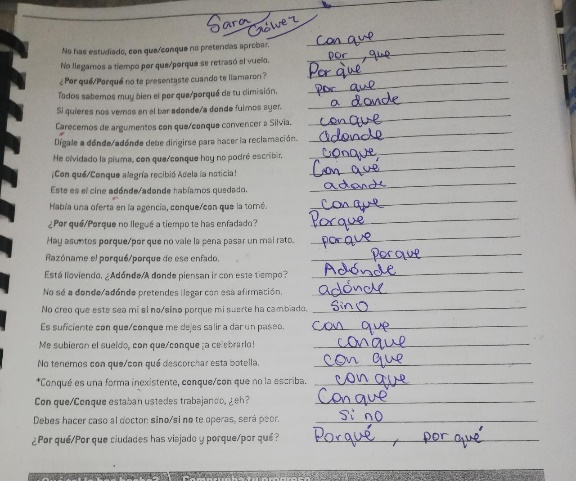 Sara Gálvez
No has estudiado, con que/conque no pretendas aprobar. con que
No llegamos a tiempo por que/porque se retrasó el vuelo. por que
¿Por qué/Porqué no te presentaste cuando te llamaron? Por qué
Todos sabemos muy bien el por qué/porqué de tu dimisión. por que
Si quieres nos vemos en el bar adonde/a donde fuimos ayer. a donde
Carecemos de argumentos con que/conque convencer a Silvia. conque
Dígale a dónde/adónde debe dirigirse para hacer la reclamación. adonde
He olvidado la pluma, con que/conque hoy no podré escribir. conque
¡Con qué/Conque alegría recibió Adela la noticia! Con qué
Este es el cine adónde/adonde habíamos quedado. adonde
Había una oferta en la agencia, conque/con que la tomé. conque
¿Por qué/Porque no llegué a tiempo te has enfadado? Porque
Hay asuntos porque/por que no vale la pena pasar un mal rato. porque
Razóname el porqué/porque de ese enfado. Porque
Está lloviendo. ¿Adónde/A donde piensan ir con este tiempo? Adónde
No sé a donde/adónde pretendes llegar con esa afirmación. adónde
No creo que este sea mi si no/sino porque mi suerte ha cambiado. sino
Es suficiente con que/conque me dejes salir a dar un paseo. con que
Me subieron el sueldo, con que/conque ¡a celebrarlo! conque
No tenemos con que/con qué descorchar esta botella. con que
*Conqué es una forma inexistente, conque/con que no la escriba. con que
Con que/Conque estaban ustedes trabajando, ¿eh? Conque
Debes hacer caso al doctor: sino/si no te operas, será peor. si no
¿Por qué/Por que ciudades has viajado y porque/por qué? Porqué, por qué
Comprueba tu progreso